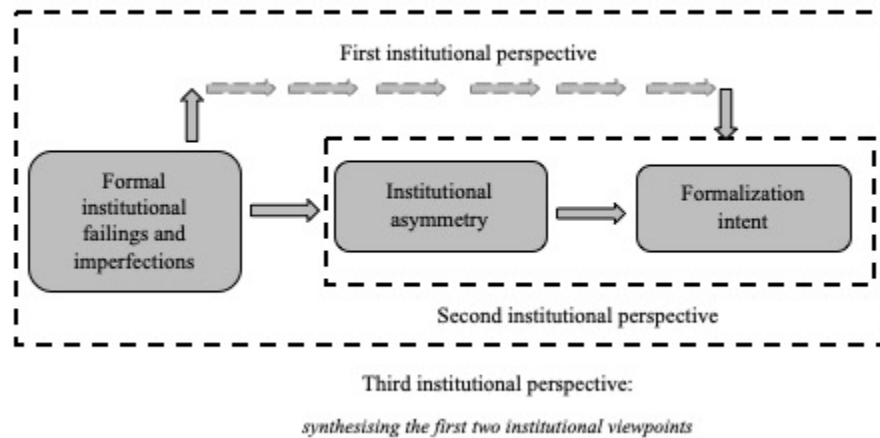 First institutional perspective
Formal
institutional
failings and
imperfections
Institutional
asymmetry
Formalization
intent
Second institutional perspective
Third institutional perspective:
synthesising the first two institutional viewpoints